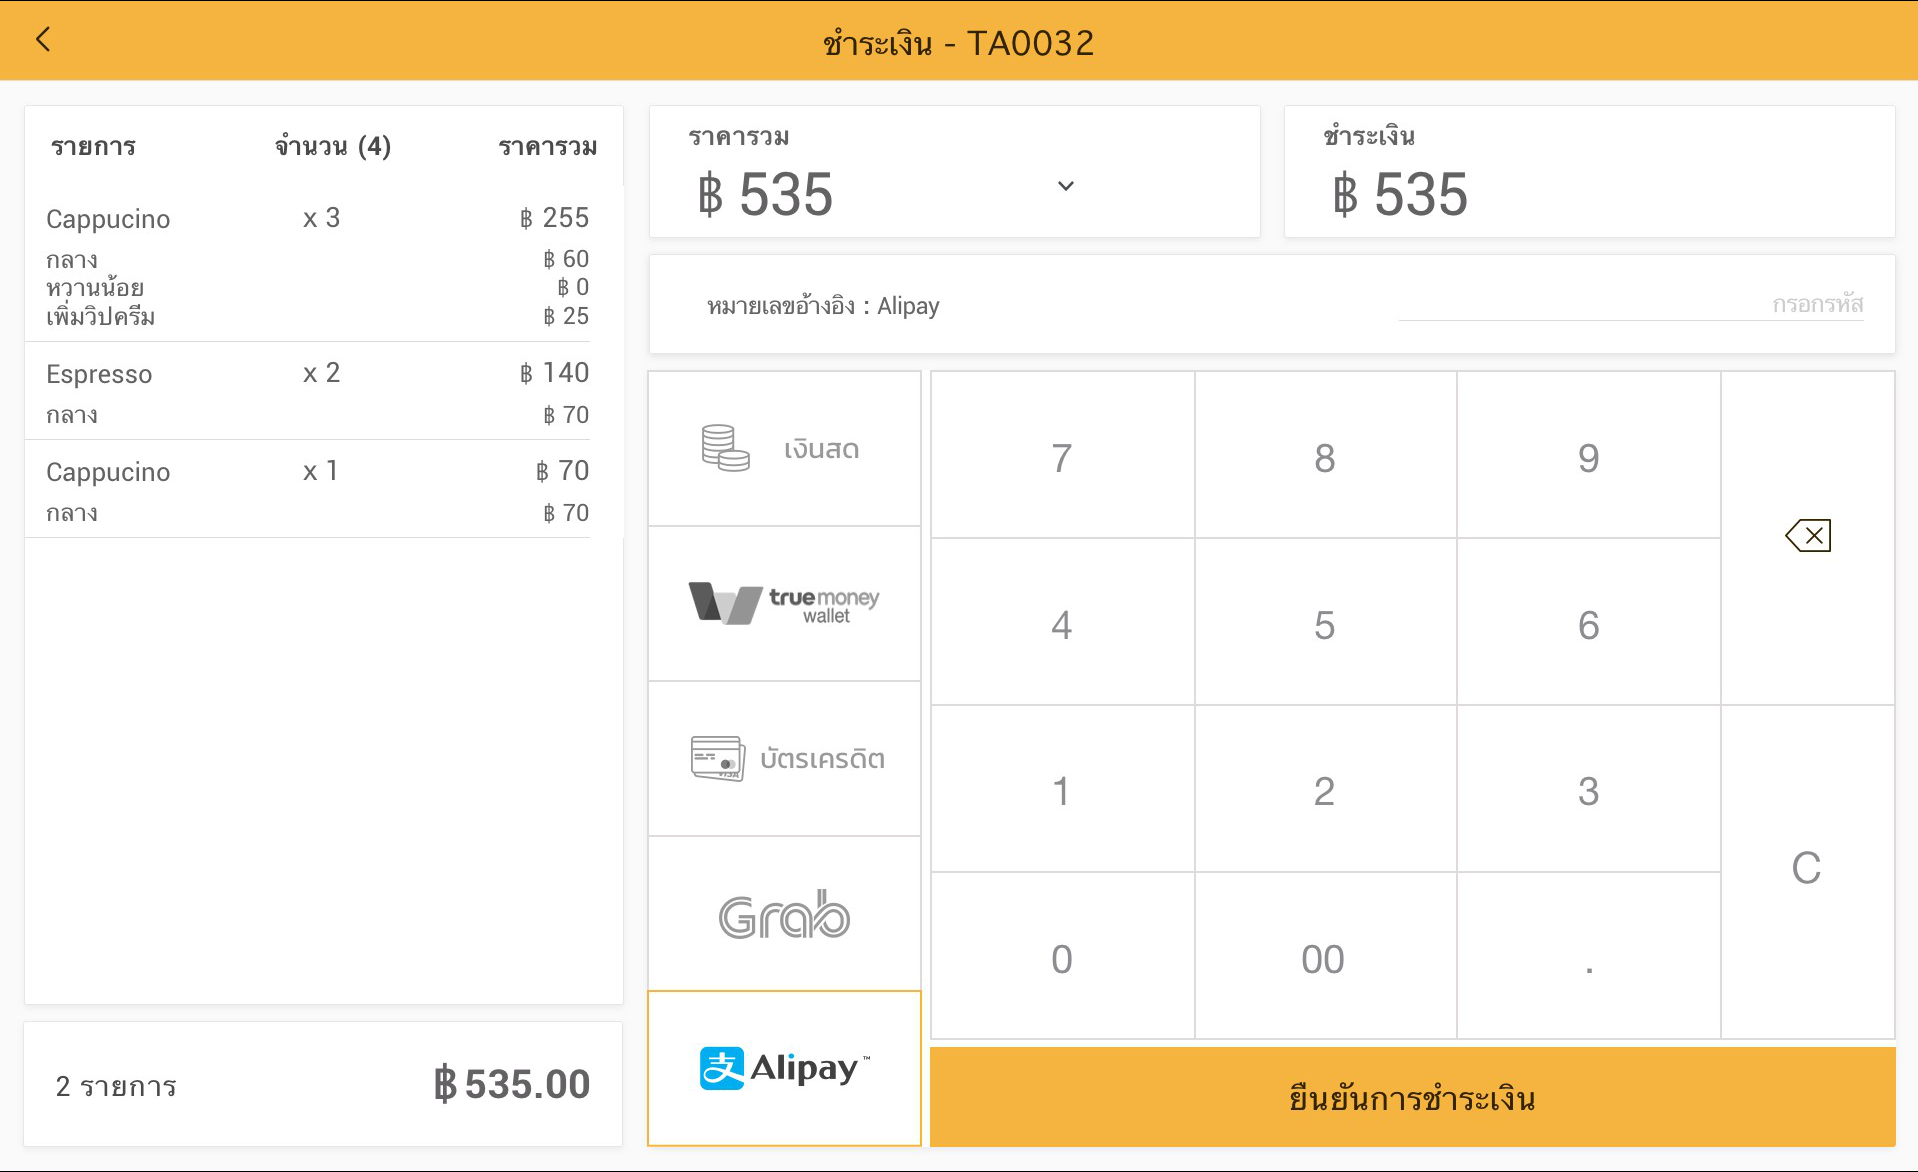 ชำระเงิน - TA0032
รายการ จำนวน (4) ราคารวม
Cappucino x 3 ฿ 255
กลาง ฿ 60
หวานน้อย ฿ 0
เพิ่มวิปครีม ฿ 25
Espresso x 2 ฿ 140
กลาง ฿ 70
Cappucino x 1 ฿ 70
กลาง ฿ 70
2 รายการ ฿ 535.00
ราคารวม
฿ 535
ชำระเงิน
฿ 535
หมายเลขอ้างอิง : Alipay กรอกรหัส
เงินสด
truemoney
wallet
บัตรเครดิต
VISA
Grab
支 Alipay ™
7 8 9
4 5 6
1 2 3
C
0 00 .
ยืนยันการชำระเงิน